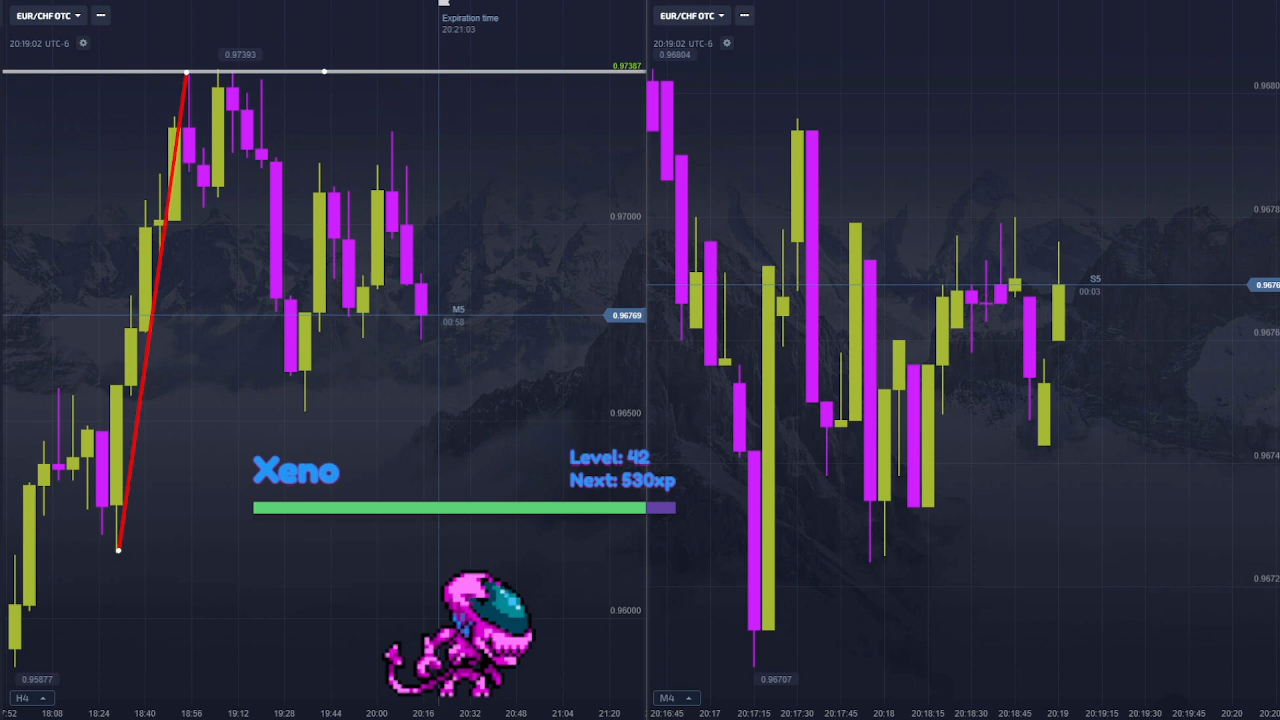 EUR/CHF OTC
20:19:02 UTC-6
Expiration time
20:21:03
0.97393
0.97387
0.97000
M5
00:58
0.96769
0.96500
Xeno
Level: 42
Next: 530xp
0.96000
0.95877
H4
18:08 18:24 18:40 18:56 19:12 19:28 19:44 20:00 20:16 20:32 20:48 21:04 21:20
EUR/CHF OTC
20:19:02 UTC-6
0.96804
0.9680
0.9678
S5
00:03
0.9676
0.9676
0.9674
0.9672
0.96707
M4
20:16:45 20:17 20:17:15 20:17:30 20:17:45 20:18 20:18:15 20:18:30 20:18:45 20:19 20:19:15 20:19:30 20:19:45 20:20